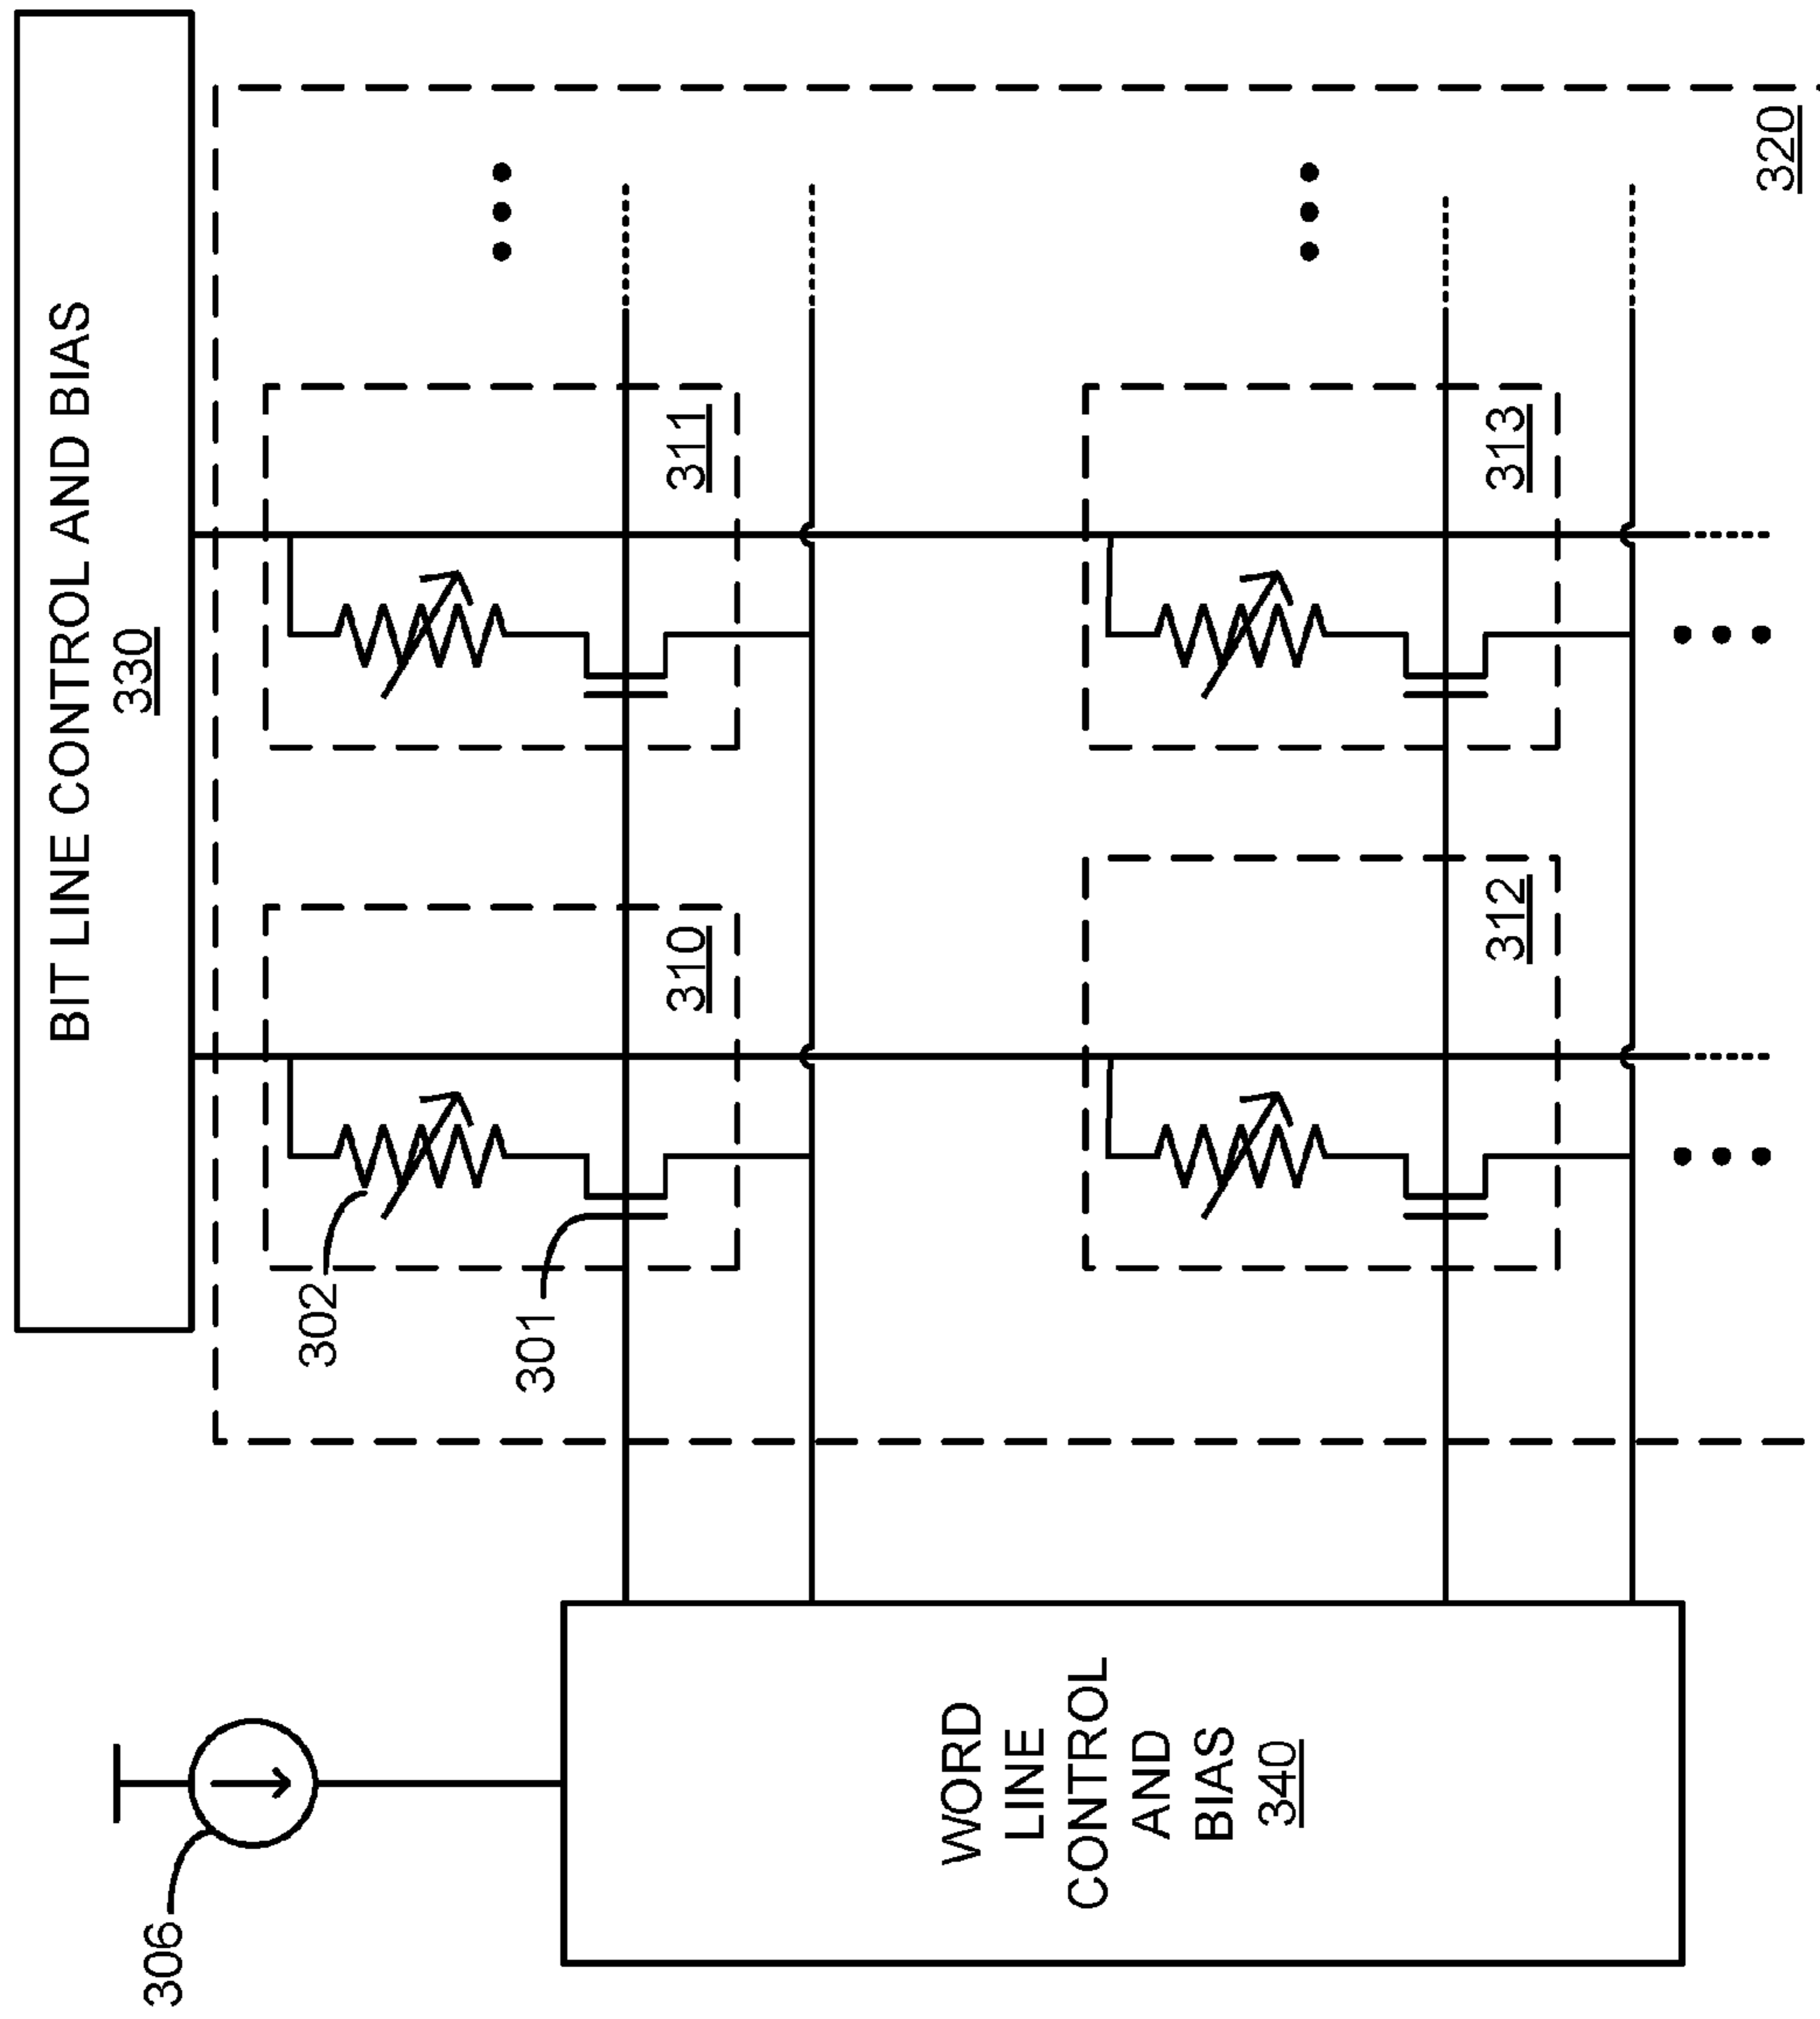 BIT LINE CONTROL AND BIAS
330
302
301
310
311
312
313
320
306
WORD
LINE
CONTROL
AND
BIAS
340